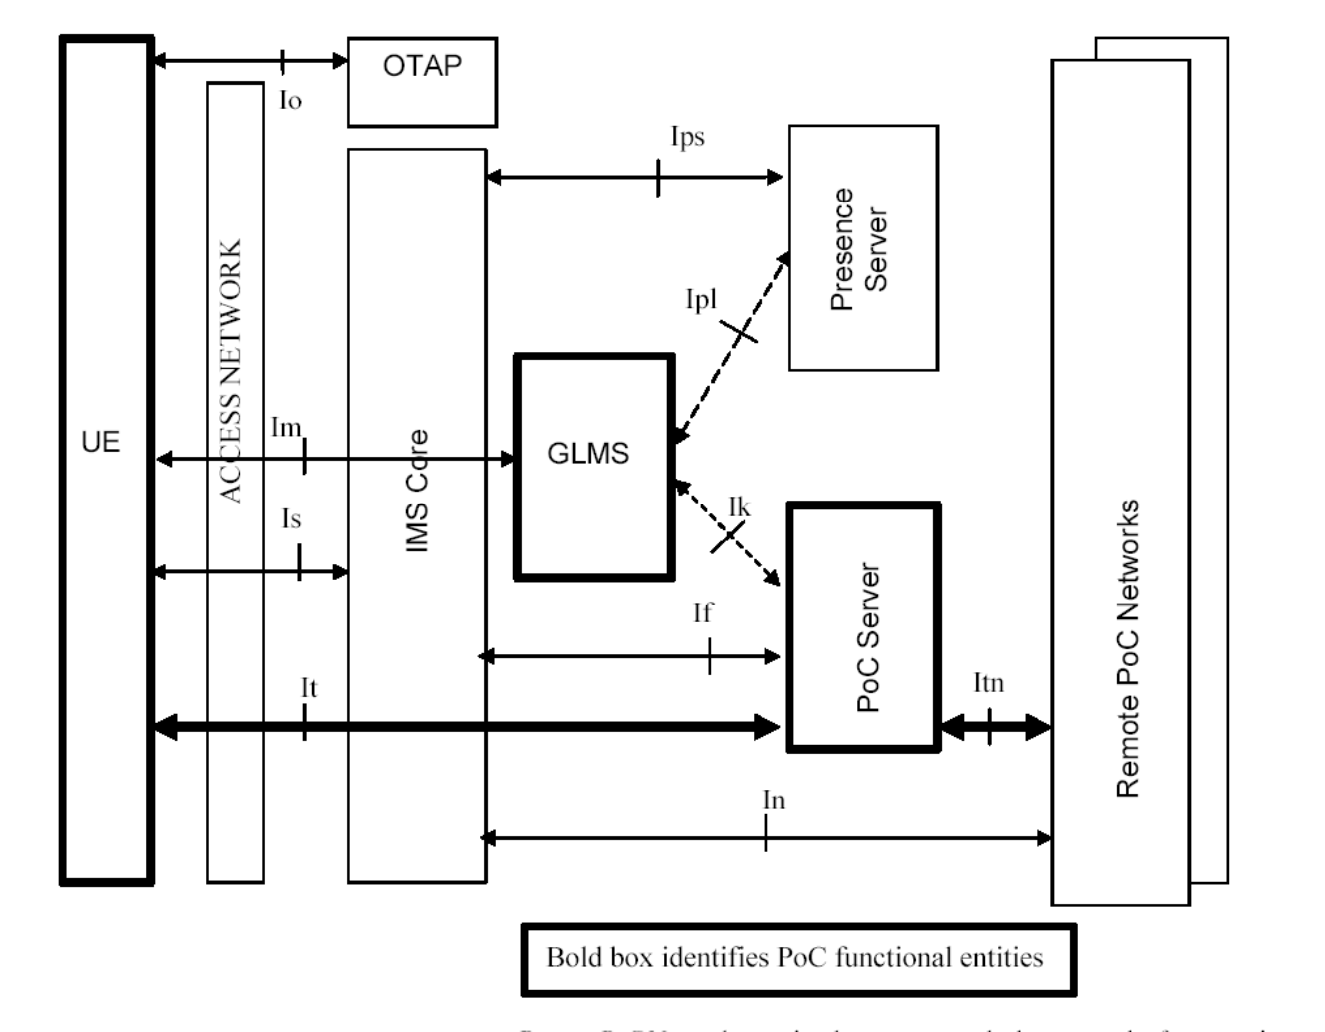 OTAP
Io
Ips
Presence
Server
Ipl
ACCESS NETWORK
UE
Im
IMS Core
GLMS
Is
Ik
If
PoC Server
It
Itn
Remote PoC Networks
In
Bold box identifies PoC functional entities